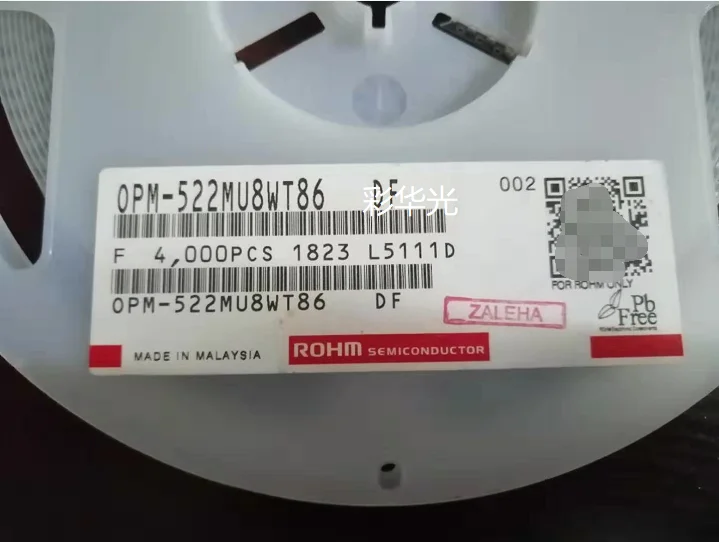 OPM-522MU8WT86 DF 002
彩华光
F 4,000PCS 1823 L5111D
OPM-522MU8WT86 DF
FOR ROHM ONLY
ZALEHA
Pb
Free
MADE IN MALAYSIA
ROHM SEMICONDUCTOR